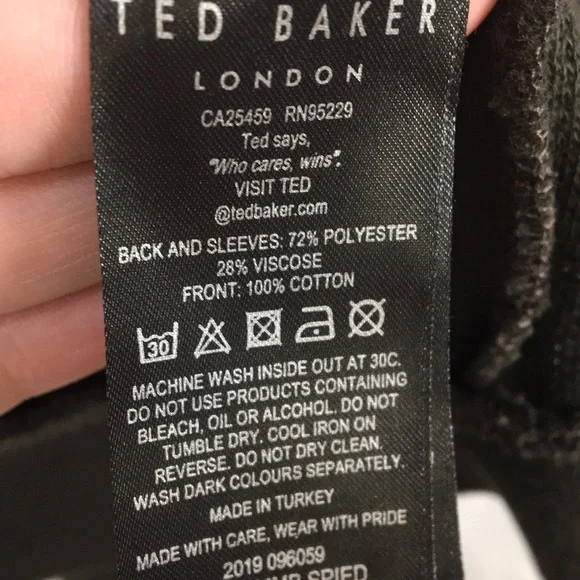 TED BAKER
LONDON
CA25459 RN95229
Ted says,
"Who cares, wins".
VISIT TED
@tedbaker.com
BACK AND SLEEVES: 72% POLYESTER
28% VISCOSE
FRONT: 100% COTTON
30
MACHINE WASH INSIDE OUT AT 30C.
DO NOT USE PRODUCTS CONTAINING
BLEACH, OIL OR ALCOHOL. DO NOT
TUMBLE DRY. COOL IRON ON
REVERSE. DO NOT DRY CLEAN.
WASH DARK COLOURS SEPARATELY.
MADE IN TURKEY
MADE WITH CARE, WEAR WITH PRIDE
2019 096059
SPIED